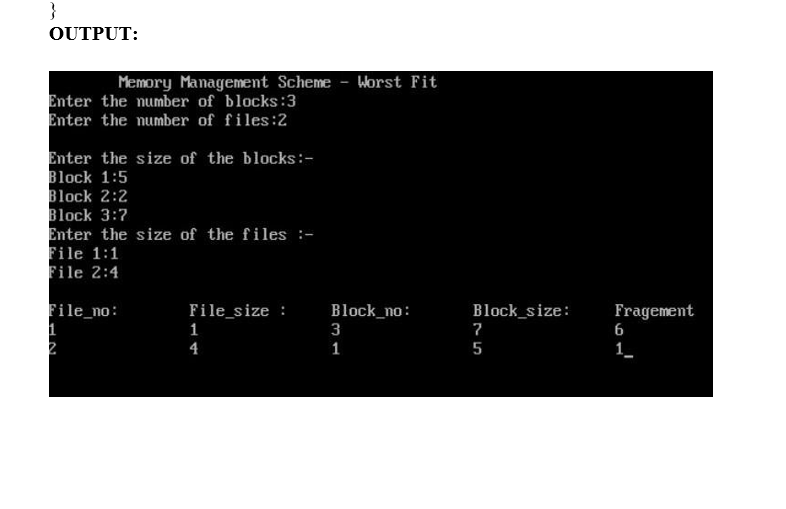 }
OUTPUT:
Memory Management Scheme - Worst Fit
Enter the number of blocks:3
Enter the number of files:2
Enter the size of the blocks:-
Block 1:5
Block 2:2
Block 3:7
Enter the size of the files :-
File 1:1
File 2:4
File_no: File_size : Block_no: Block_size: Fragement
1 1 3 7 6
2 4 1 5 1_